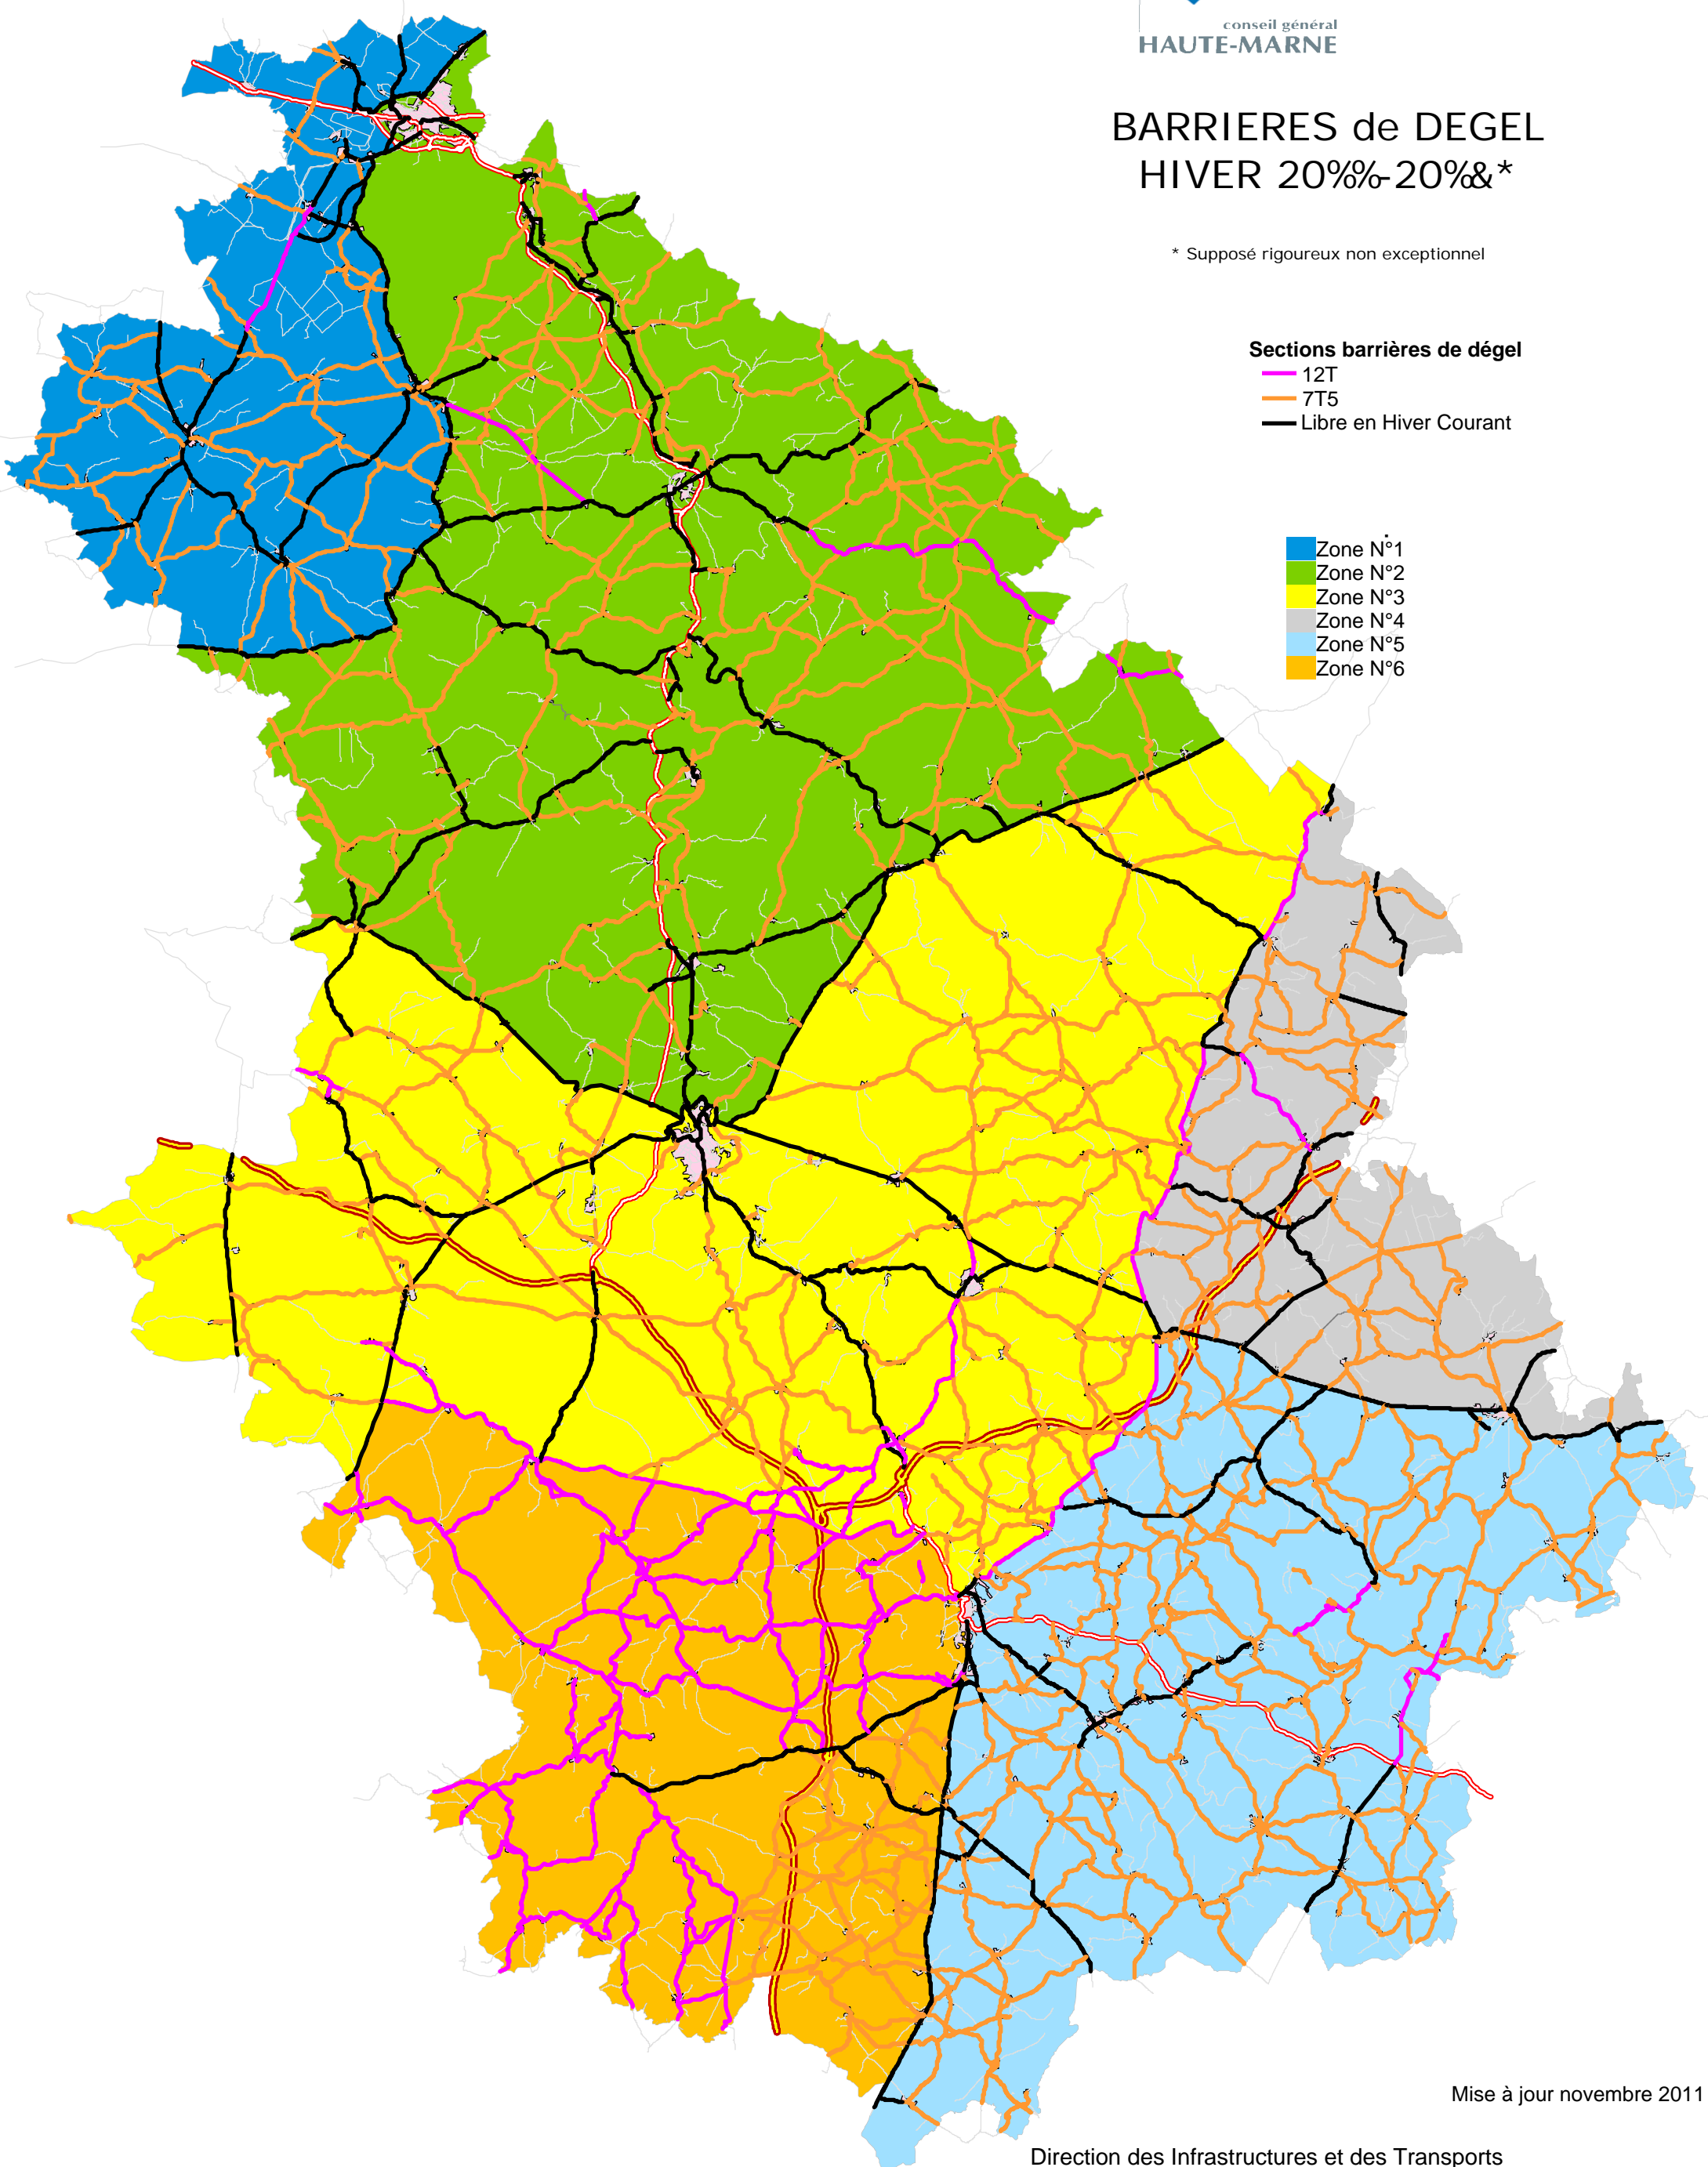 conseil général
HAUTE-MARNE
BARRIERES de DEGEL
HIVER 20%%-20%&*
* Supposé rigoureux non exceptionnel
Sections barrières de dégel
12T
7T5
Libre en Hiver Courant
Zone N°1
Zone N°2
Zone N°3
Zone N°4
Zone N°5
Zone N°6
Mise à jour novembre 2011
Direction des Infrastructures et des Transports